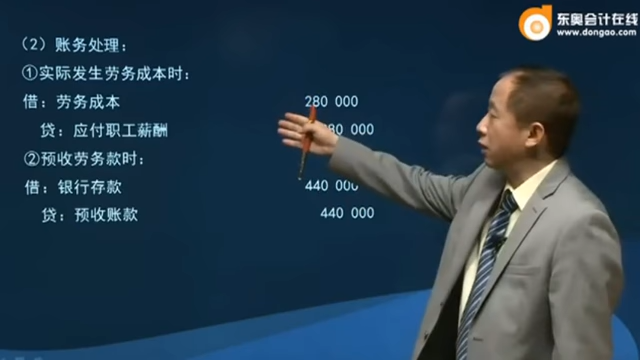 东奥会计在线
www.dongao.com
（2）账务处理：
①实际发生劳务成本时：
借：劳务成本 280 000
贷：应付职工薪酬 80 000
②预收劳务款时：
借：银行存款 440 000
贷：预收账款 440 000